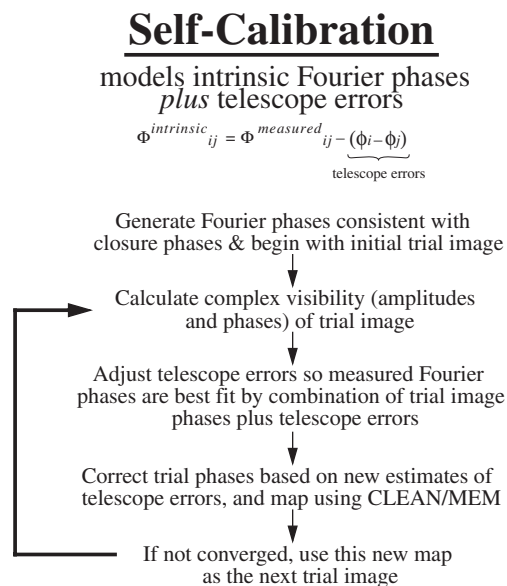 Self-Calibration
models intrinsic Fourier phases
plus telescope errors
Φ^intrinsic_ij = Φ^measured_ij − (ϕi − ϕj)
telescope errors
Generate Fourier phases consistent with
closure phases & begin with initial trial image
Calculate complex visibility (amplitudes
and phases) of trial image
Adjust telescope errors so measured Fourier
phases are best fit by combination of trial image
phases plus telescope errors
Correct trial phases based on new estimates of
telescope errors, and map using CLEAN/MEM
If not converged, use this new map
as the next trial image